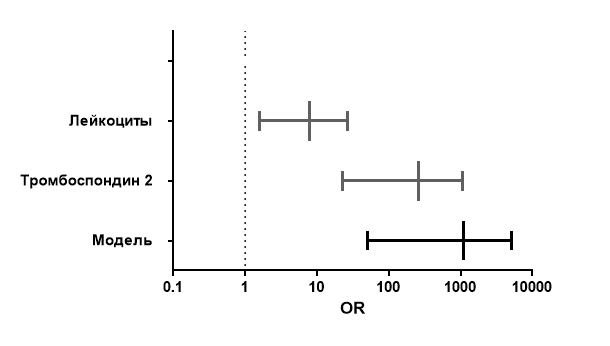 Лейкоциты
Тромбоспондин 2
Модель
0.1 1 10 100 1000 10000
OR